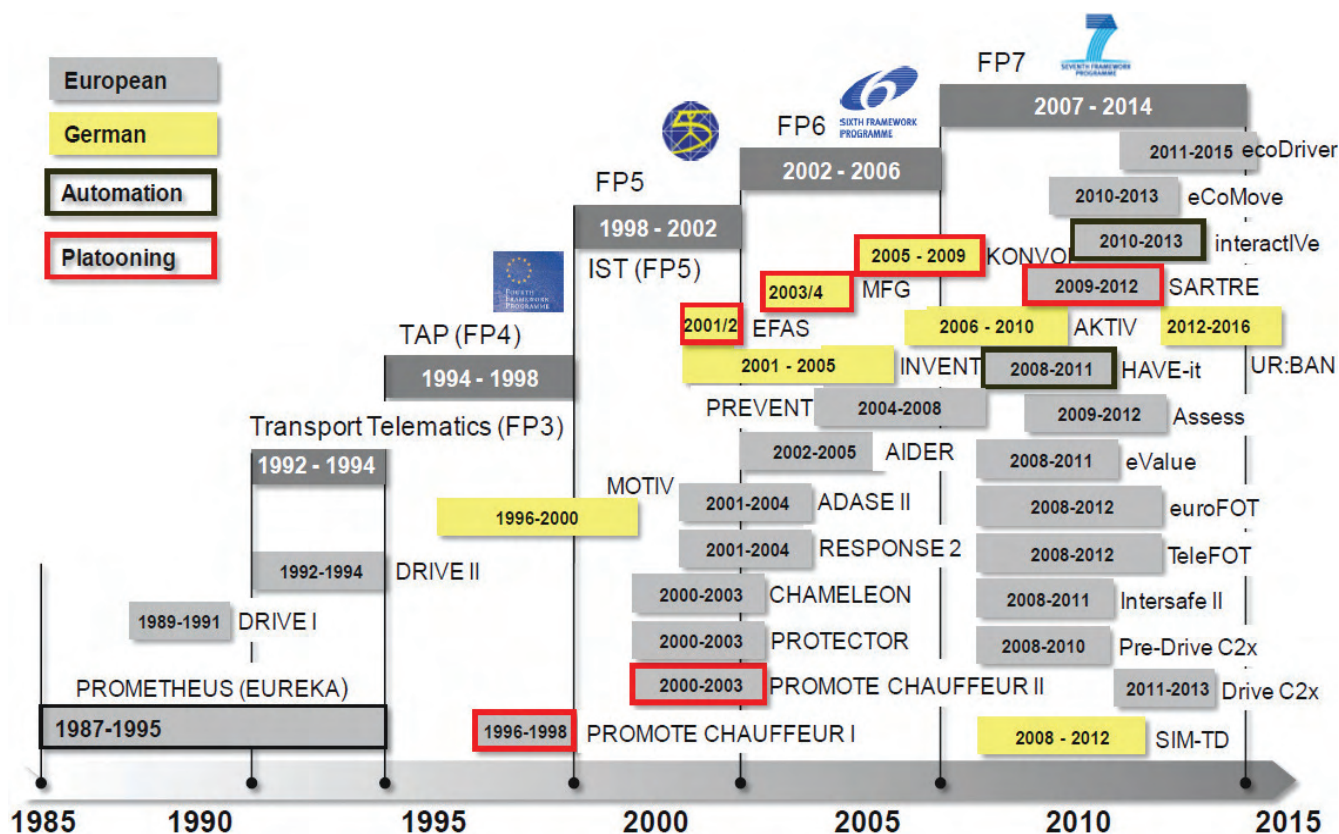 European
German
Automation
Platooning
FP7
7
SEVENTH FRAMEWORK
PROGRAMME
2007 - 2014
FP6
6
SIXTH FRAMEWORK
PROGRAMME
2002 - 2006
FP5
5
1998 - 2002
IST (FP5)
FOURTH
FRAMEWORK
PROGRAMME
TAP (FP4)
1994 - 1998
Transport Telematics (FP3)
1992 - 1994
2011-2015 ecoDriver
2010-2013 eCoMove
2010-2013 interactIVe
2005 - 2009 KONVOI
2009-2012 SARTRE
2003/4 MFG
2001/2 EFAS
2006 - 2010 AKTIV
2012-2016 UR:BAN
2001 - 2005 INVENT
2008-2011 HAVE-it
PREVENT 2004-2008
2009-2012 Assess
2002-2005 AIDER
2008-2011 eValue
MOTIV
1996-2000
2001-2004 ADASE II
2008-2012 euroFOT
2001-2004 RESPONSE 2
2008-2012 TeleFOT
1992-1994 DRIVE II
2000-2003 CHAMELEON
2008-2011 Intersafe II
1989-1991 DRIVE I
2000-2003 PROTECTOR
2008-2010 Pre-Drive C2x
PROMETHEUS (EUREKA)
1987-1995
2000-2003 PROMOTE CHAUFFEUR II
2011-2013 Drive C2x
1996-1998 PROMOTE CHAUFFEUR I
2008 - 2012 SIM-TD
1985 1990 1995 2000 2005 2010 2015